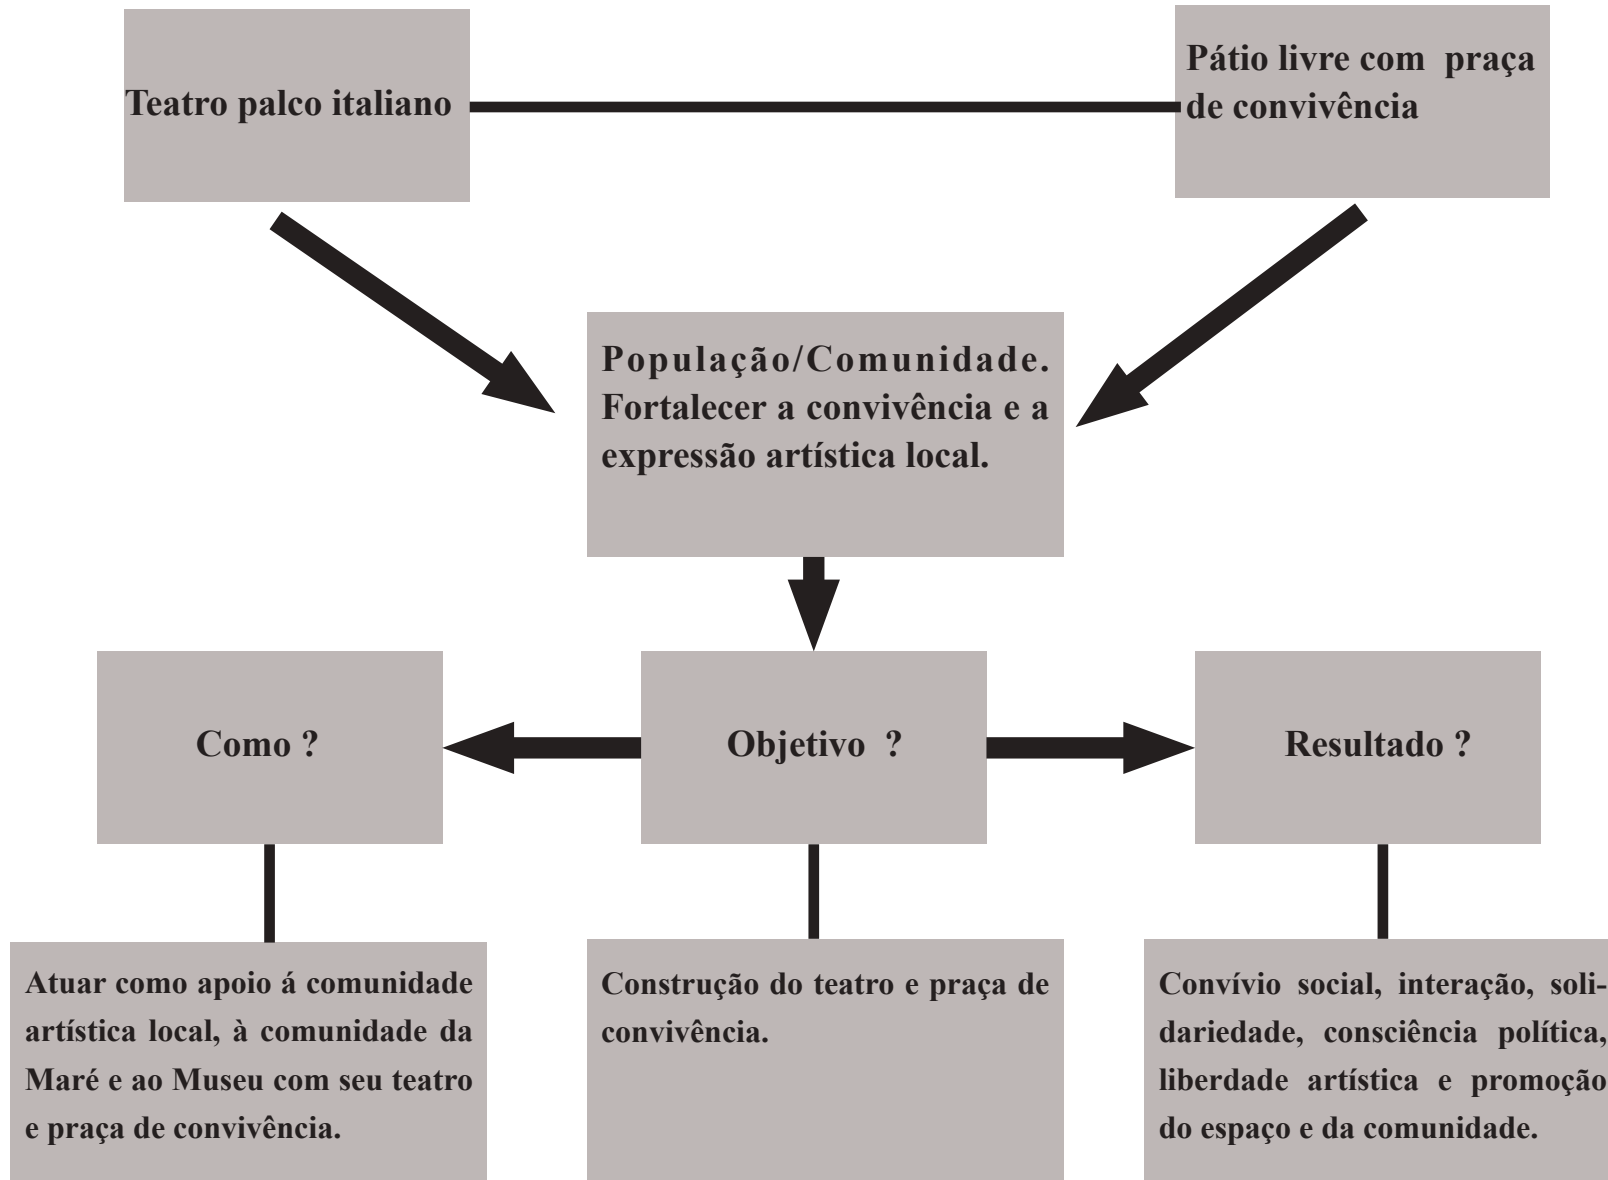 Teatro palco italiano
Pátio livre com praça
de convivência
População/Comunidade.
Fortalecer a convivência e a
expressão artística local.
Como ?
Objetivo ?
Resultado ?
Atuar como apoio á comunidade
artística local, à comunidade da
Maré e ao Museu com seu teatro
e praça de convivência.
Construção do teatro e praça de
convivência.
Convívio social, interação, soli-
dariedade, consciência política,
liberdade artística e promoção
do espaço e da comunidade.